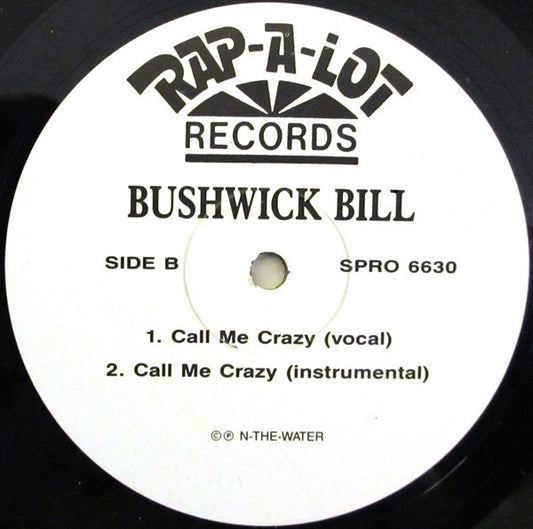 RAP-A-LOT
RECORDS
BUSHWICK BILL
SIDE B SPRO 6630
1. Call Me Crazy (vocal)
2. Call Me Crazy (instrumental)
©℗ N-THE-WATER